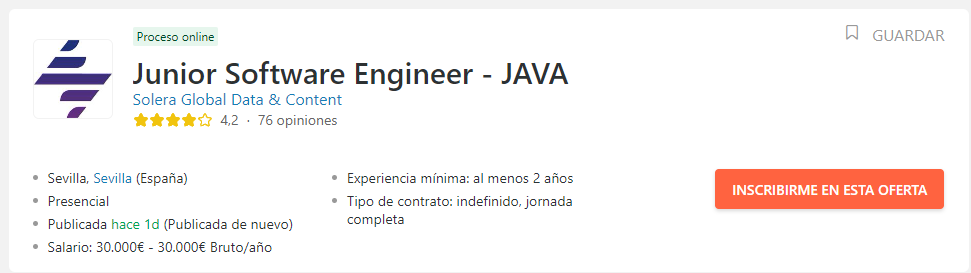 Proceso online
GUARDAR
Junior Software Engineer - JAVA
Solera Global Data & Content
4,2 · 76 opiniones
Sevilla, Sevilla (España)
Presencial
Publicada hace 1d (Publicada de nuevo)
Salario: 30.000€ - 30.000€ Bruto/año
Experiencia mínima: al menos 2 años
Tipo de contrato: indefinido, jornada
completa
INSCRIBIRME EN ESTA OFERTA